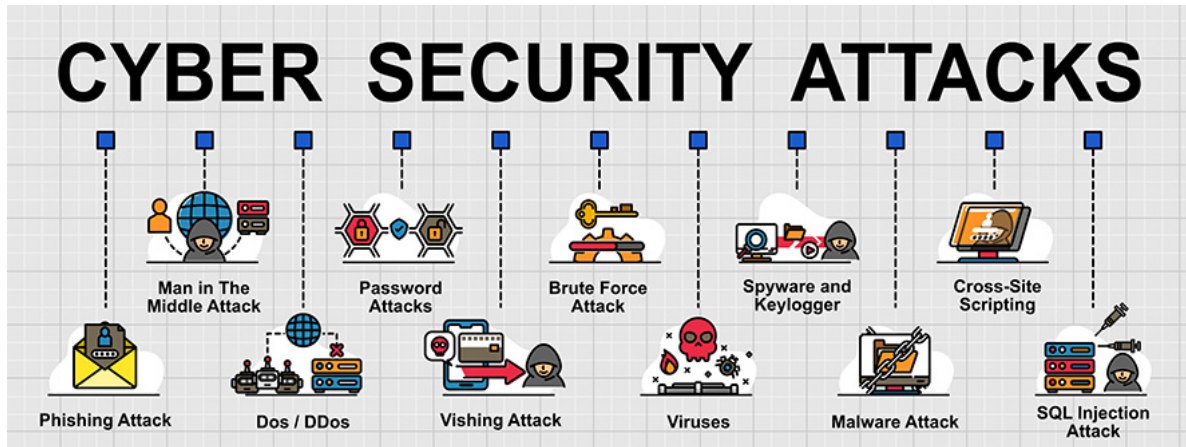 CYBER SECURITY ATTACKS
Man in The
Middle Attack
Password
Attacks
Brute Force
Attack
Spyware and
Keylogger
Cross-Site
Scripting
Phishing Attack
Dos / DDos
Vishing Attack
Viruses
Malware Attack
SQL Injection
Attack